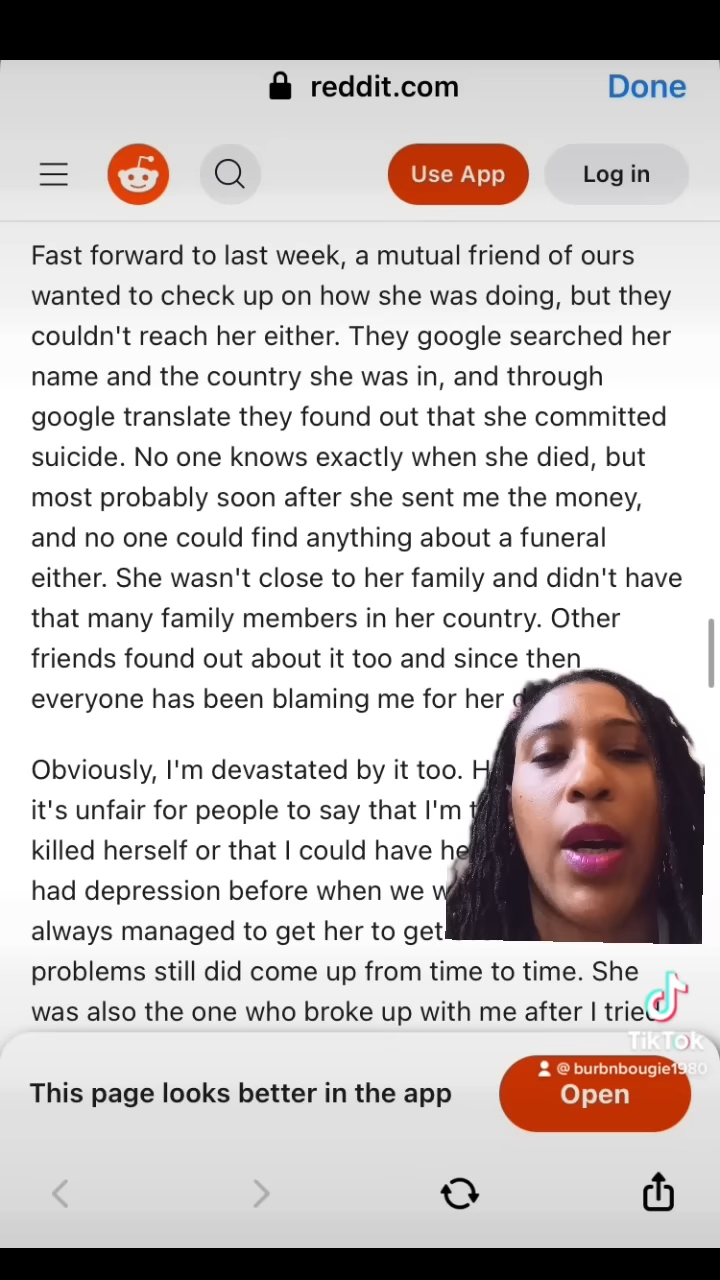 reddit.com
Done
Use App
Log in
Fast forward to last week, a mutual friend of ours
wanted to check up on how she was doing, but they
couldn't reach her either. They google searched her
name and the country she was in, and through
google translate they found out that she committed
suicide. No one knows exactly when she died, but
most probably soon after she sent me the money,
and no one could find anything about a funeral
either. She wasn't close to her family and didn't have
that many family members in her country. Other
friends found out about it too and since then
everyone has been blaming me for her
Obviously, I'm devastated by it too.
it's unfair for people to say that I'm
killed herself or that I could have
had depression before when we
always managed to get her to get
problems still did come up from time to time. She
was also the one who broke up with me after I tried
TikTok
@ burbnbougie1980
This page looks better in the app
Open